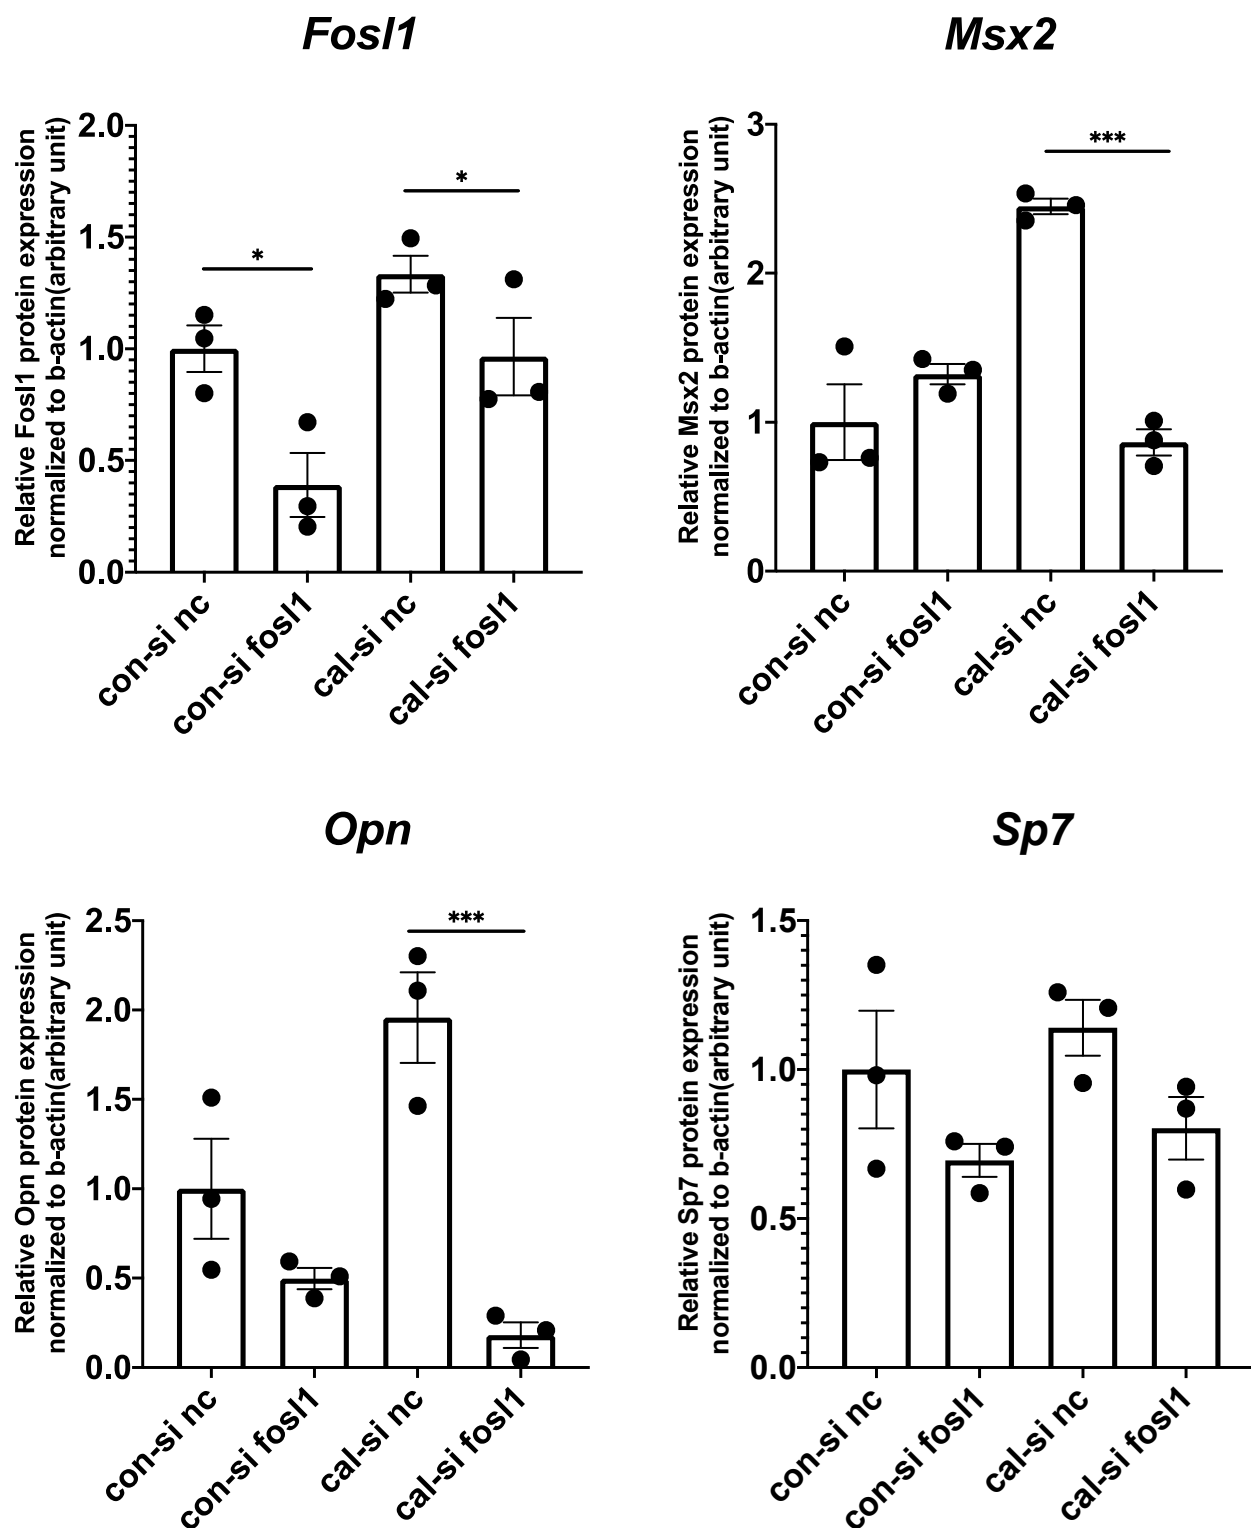 Fosl1
Relative Fosl1 protein expression
normalized to b-actin(arbitrary unit)
2.0
1.5
1.0
0.5
0.0
*
*
con-si nc
con-si fosl1
cal-si nc
cal-si fosl1
Msx2
Relative Msx2 protein expression
normalized to b-actin(arbitrary unit)
3
2
1
0
***
con-si nc
con-si fosl1
cal-si nc
cal-si fosl1
Opn
Relative Opn protein expression
normalized to b-actin(arbitrary unit)
2.5
2.0
1.5
1.0
0.5
0.0
***
con-si nc
con-si fosl1
cal-si nc
cal-si fosl1
Sp7
Relative Sp7 protein expression
normalized to b-actin(arbitrary unit)
1.5
1.0
0.5
0.0
con-si nc
con-si fosl1
cal-si nc
cal-si fosl1